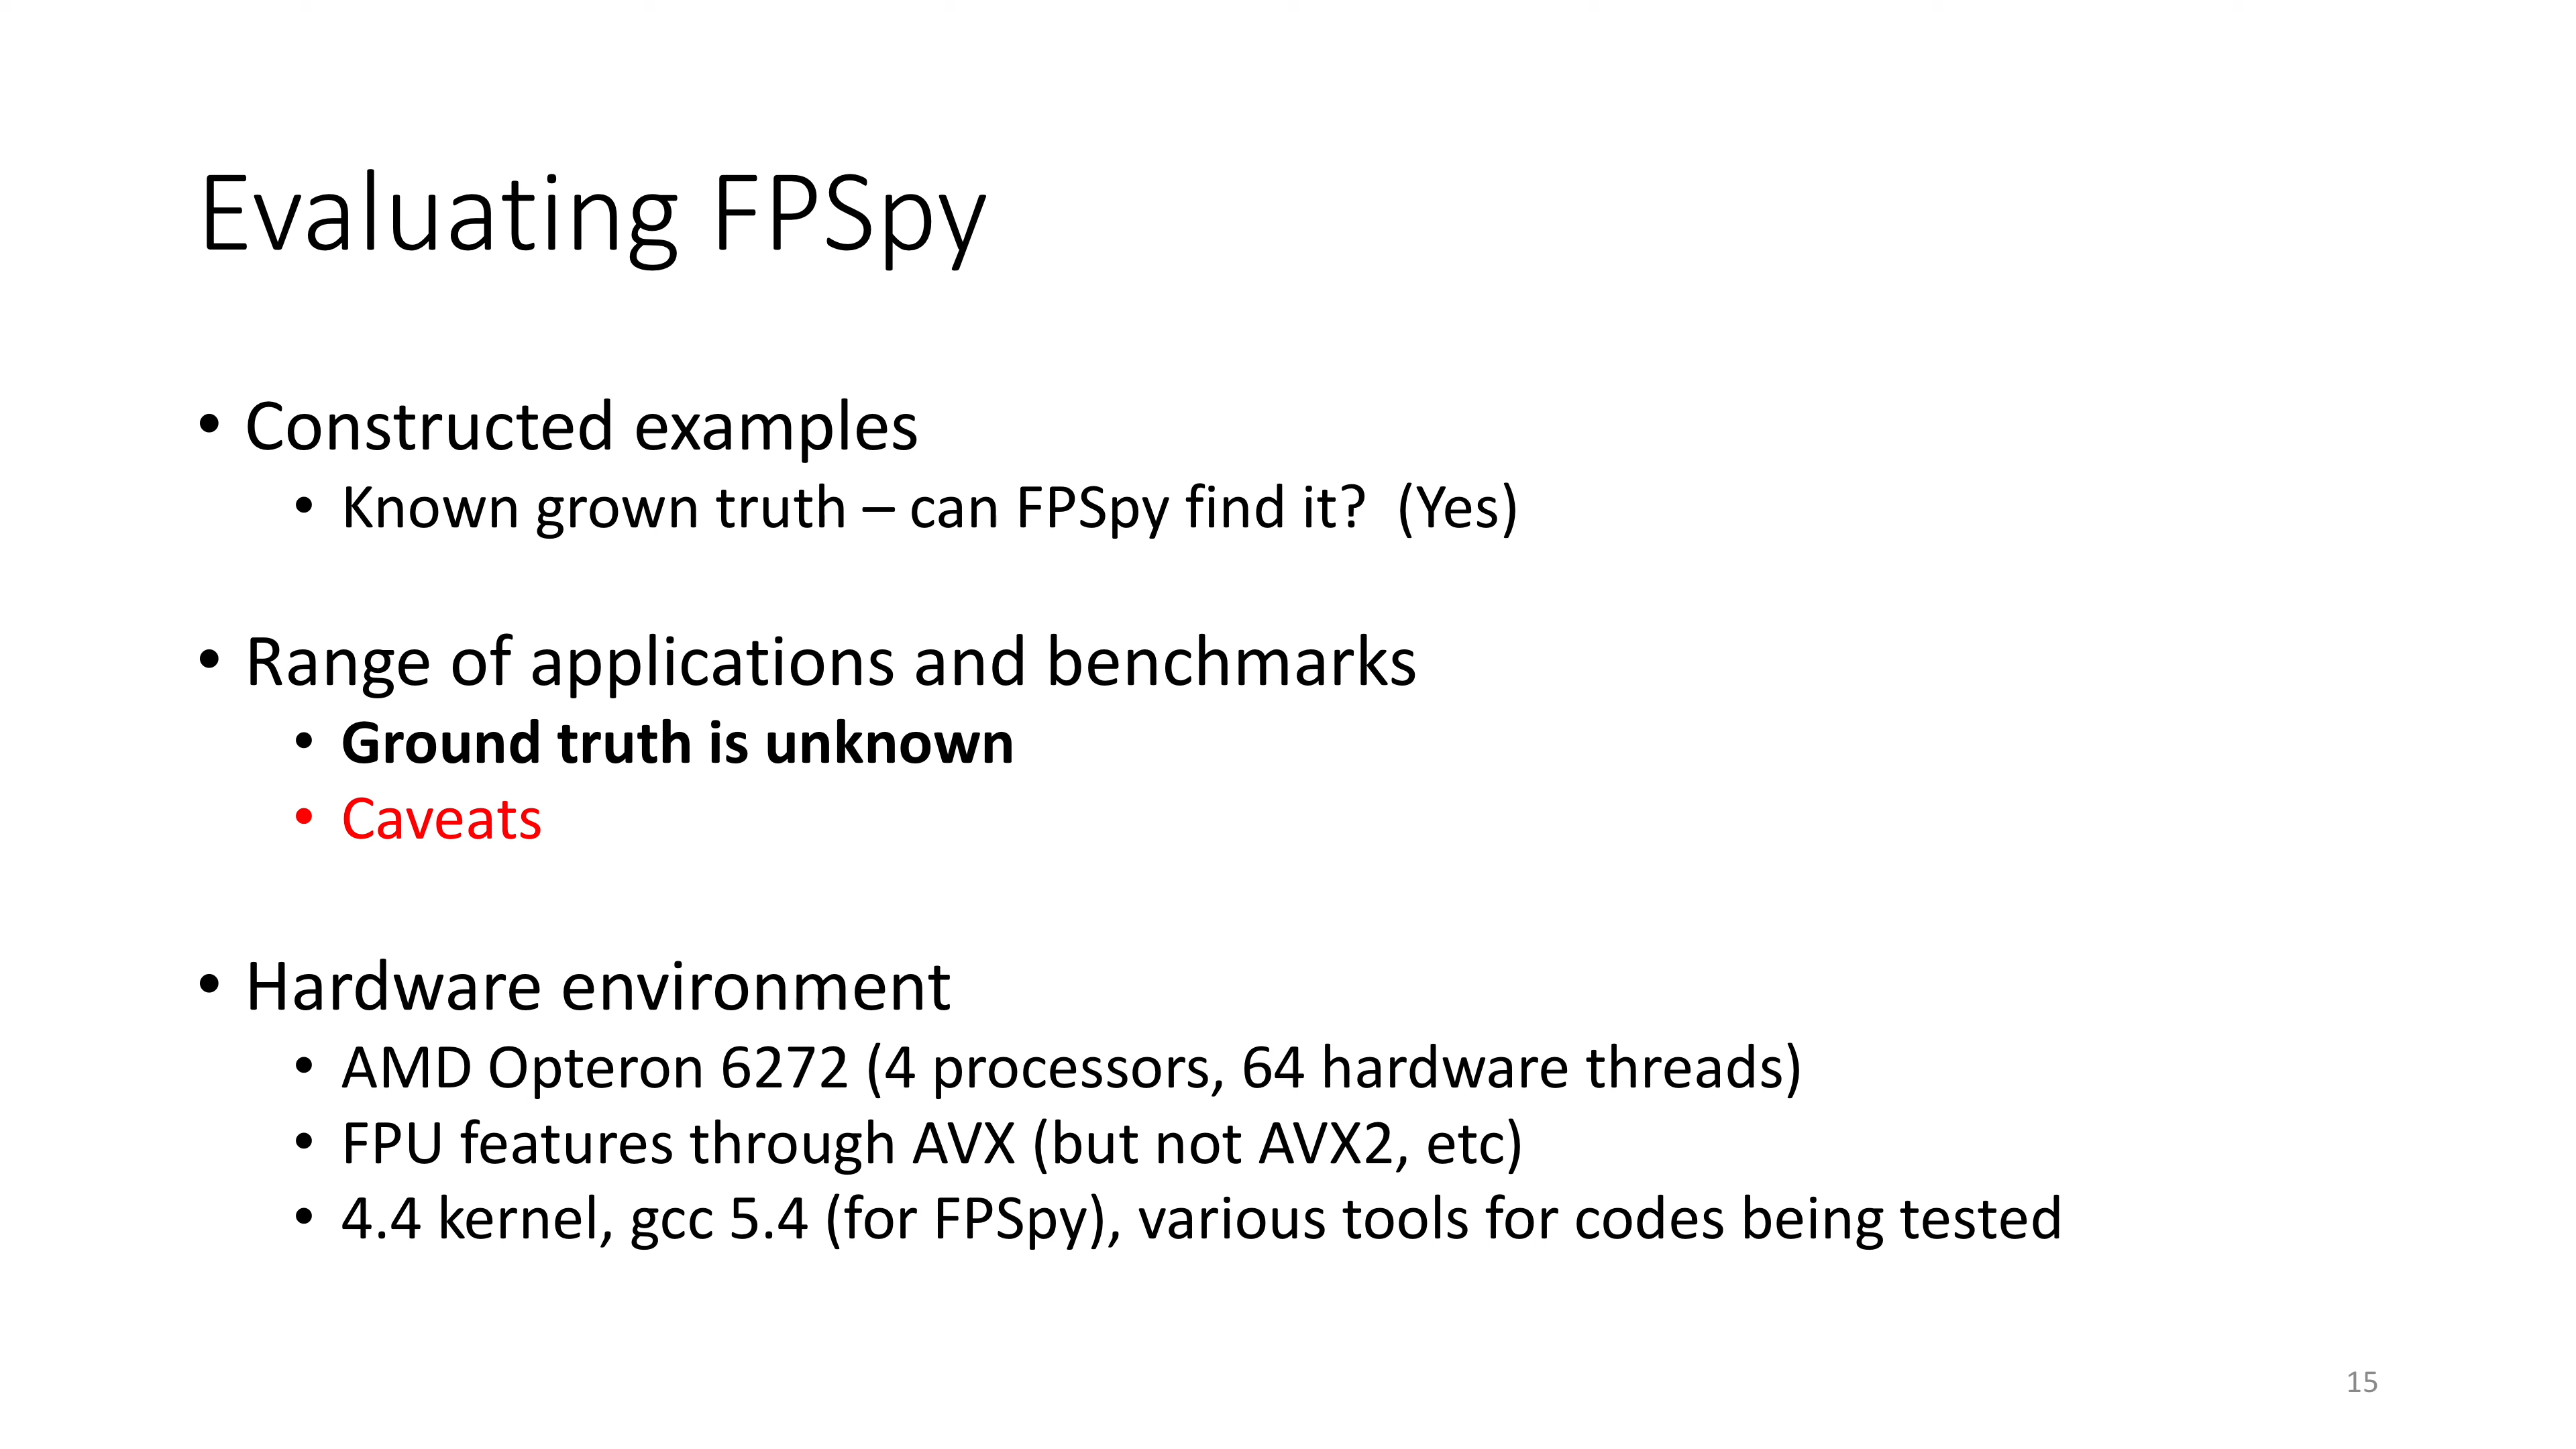 Evaluating FPSpy
• Constructed examples
• Known grown truth – can FPSpy find it?  (Yes)
• Range of applications and benchmarks
• Ground truth is unknown
• Caveats
• Hardware environment
• AMD Opteron 6272 (4 processors, 64 hardware threads)
• FPU features through AVX (but not AVX2, etc)
• 4.4 kernel, gcc 5.4 (for FPSpy), various tools for codes being tested
15